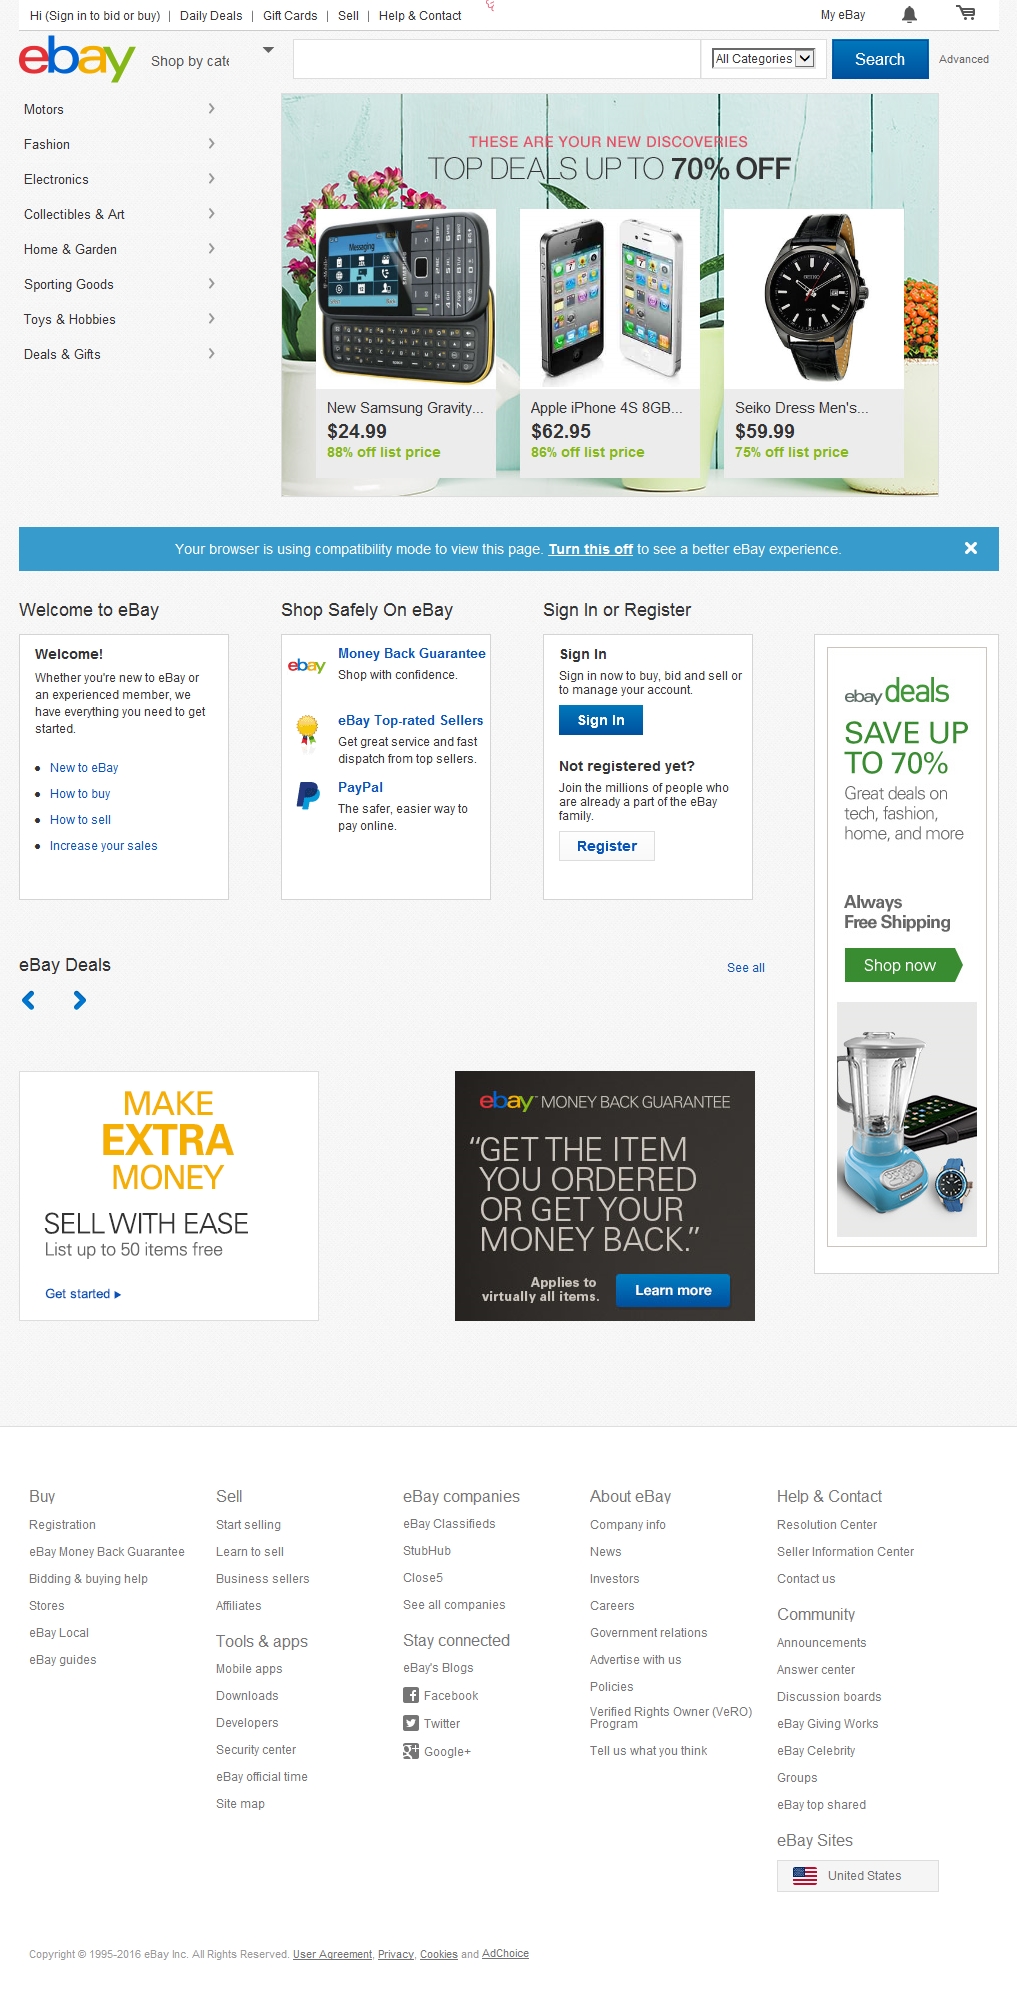 Hi (Sign in to bid or buy) | Daily Deals | Gift Cards | Sell | Help & Contact
My eBay
ebay
Shop by cate
All Categories
Search
Advanced
Motors
Fashion
Electronics
Collectibles & Art
Home & Garden
Sporting Goods
Toys & Hobbies
Deals & Gifts
THESE ARE YOUR NEW DISCOVERIES
TOP DEALS UP TO 70% OFF
Messaging
SAMSUNG
SEIKO
New Samsung Gravity...
$24.99
88% off list price
Apple iPhone 4S 8GB...
$62.95
86% off list price
Seiko Dress Men's...
$59.99
75% off list price
Your browser is using compatibility mode to view this page. Turn this off to see a better eBay experience.
Welcome to eBay
Welcome!
Whether you're new to eBay or
an experienced member, we
have everything you need to get
started.
New to eBay
How to buy
How to sell
Increase your sales
Shop Safely On eBay
ebay
Money Back Guarantee
Shop with confidence.
eBay Top-rated Sellers
Get great service and fast
dispatch from top sellers.
PayPal
The safer, easier way to
pay online.
Sign In or Register
Sign In
Sign in now to buy, bid and sell or
to manage your account.
Sign In
Not registered yet?
Join the millions of people who
are already a part of the eBay
family.
Register
ebay deals
SAVE UP
TO 70%
Great deals on
tech, fashion,
home, and more
Always
Free Shipping
Shop now
eBay Deals
See all
MAKE
EXTRA
MONEY
SELL WITH EASE
List up to 50 items free
Get started
ebay™ MONEY BACK GUARANTEE
“GET THE ITEM
YOU ORDERED
OR GET YOUR
MONEY BACK.”
Applies to
virtually all items.
Learn more
Buy
Registration
eBay Money Back Guarantee
Bidding & buying help
Stores
eBay Local
eBay guides
Sell
Start selling
Learn to sell
Business sellers
Affiliates
Tools & apps
Mobile apps
Downloads
Developers
Security center
eBay official time
Site map
eBay companies
eBay Classifieds
StubHub
Close5
See all companies
Stay connected
eBay's Blogs
Facebook
Twitter
Google+
About eBay
Company info
News
Investors
Careers
Government relations
Advertise with us
Policies
Verified Rights Owner (VeRO)
Program
Tell us what you think
Help & Contact
Resolution Center
Seller Information Center
Contact us
Community
Announcements
Answer center
Discussion boards
eBay Giving Works
eBay Celebrity
Groups
eBay top shared
eBay Sites
United States
Copyright © 1995-2016 eBay Inc. All Rights Reserved. User Agreement, Privacy, Cookies and AdChoice